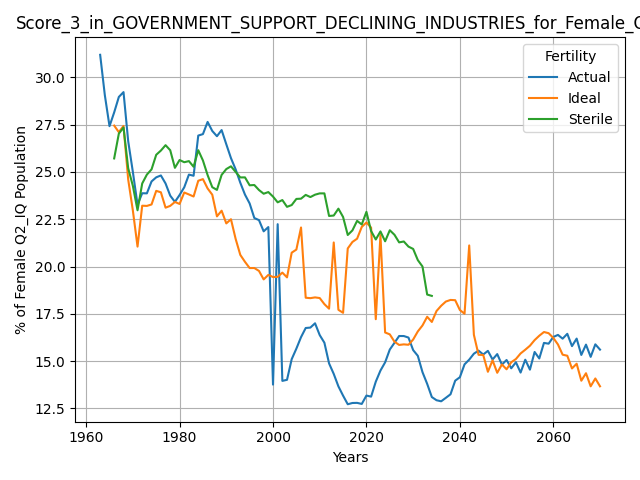 Score_3_in_GOVERNMENT_SUPPORT_DECLINING_INDUSTRIES_for_Female_
Fertility
Actual
Ideal
Sterile
% of Female Q2_IQ Population
30.0
27.5
25.0
22.5
20.0
17.5
15.0
12.5
1960
1980
2000
2020
2040
2060
Years